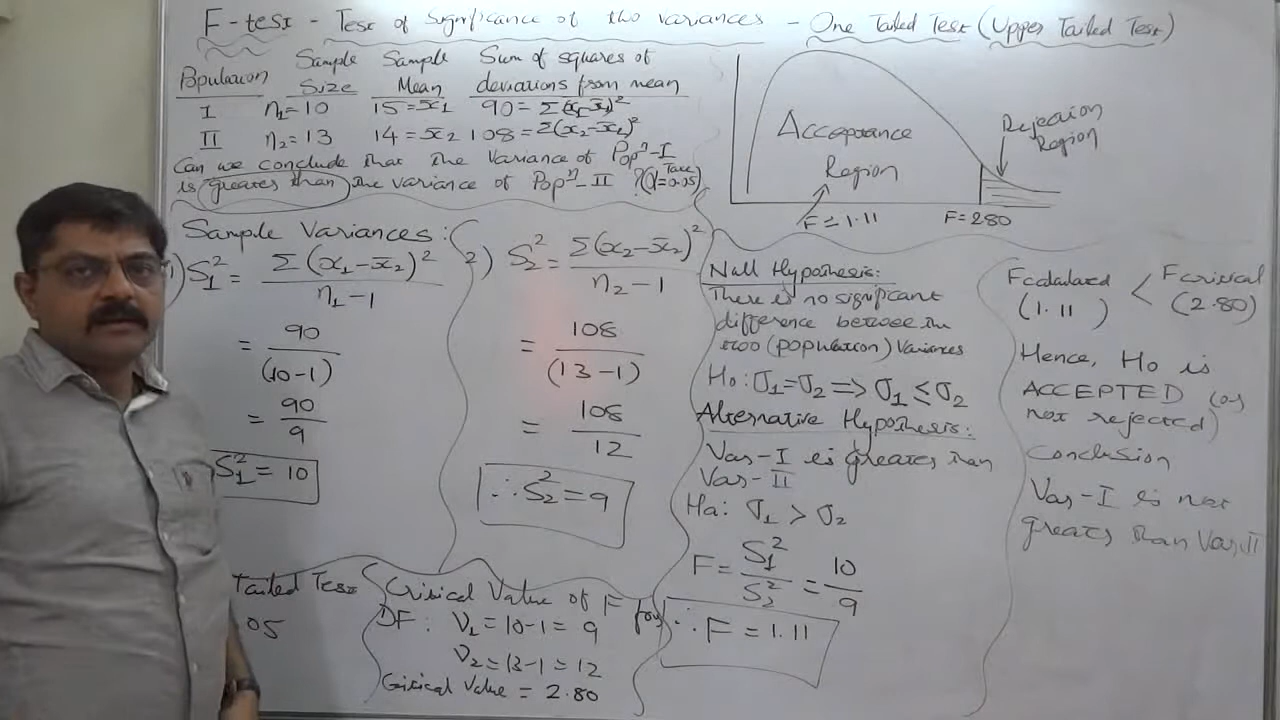 F-test - Test of Significance of two variances - One Tailed Test (Upper Tailed Test)
Population Sample Size Sample Mean Sum of squares of deviations from mean
I n₁=10 15=x̄₁ 90=Σ(x₁-x̄₁)²
II n₂=13 14=x̄₂ 108=Σ(x₂-x̄₂)²
Can we conclude that the variance of Popⁿ-I
is greater than the variance of Popⁿ-II ? (Take α=0.05)
Acceptance
Region
Rejection
Region
F=1.11
F=280
Sample Variances:
1) S₁² = Σ(x₁-x̄₂)² / n₁-1
= 90 / (10-1)
= 90 / 9
S₁² = 10
2) S₂² = Σ(x₂-x̄₂)² / n₂-1
= 108 / (13-1)
= 108 / 12
∴ S₂² = 9
Tailed Test
05
Critical Value of F for
DF: ν₁ = 10-1 = 9
ν₂ = 13-1 = 12
Critical Value = 2.80
Null Hypothesis:
There is no significant
difference between the
two (population) Variances
H₀: σ₁=σ₂ => σ₁ ≤ σ₂
Alternative Hypothesis:
Var-I is greater than
Var-II
Ha: σ₁ > σ₂
F = S₁² / S₂² = 10 / 9
∴ F = 1.11
Fcalculated (1.11) < Fcritical (2.80)
Hence, H₀ is
ACCEPTED (or
not rejected)
Conclusion
Var-I is not
greater than Var-II